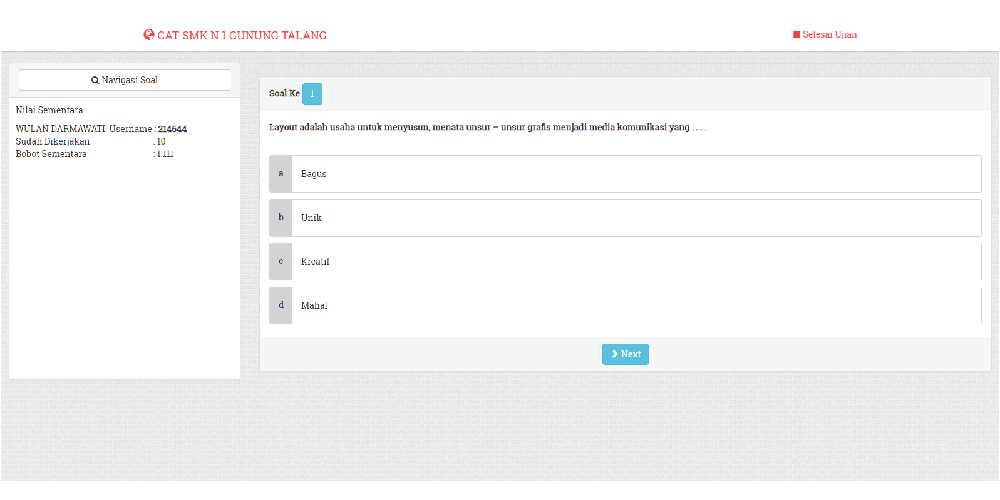 CAT-SMK N 1 GUNUNG TALANG
Selesai Ujian
Navigasi Soal
Nilai Sementara
WULAN DARMAWATI. Username : 214644
Sudah Dikerjakan : 10
Bobot Sementara : 1.111
Soal Ke 1
Layout adalah usaha untuk menyusun, menata unsur – unsur grafis menjadi media komunikasi yang . . . .
a Bagus
b Unik
c Kreatif
d Mahal
Next